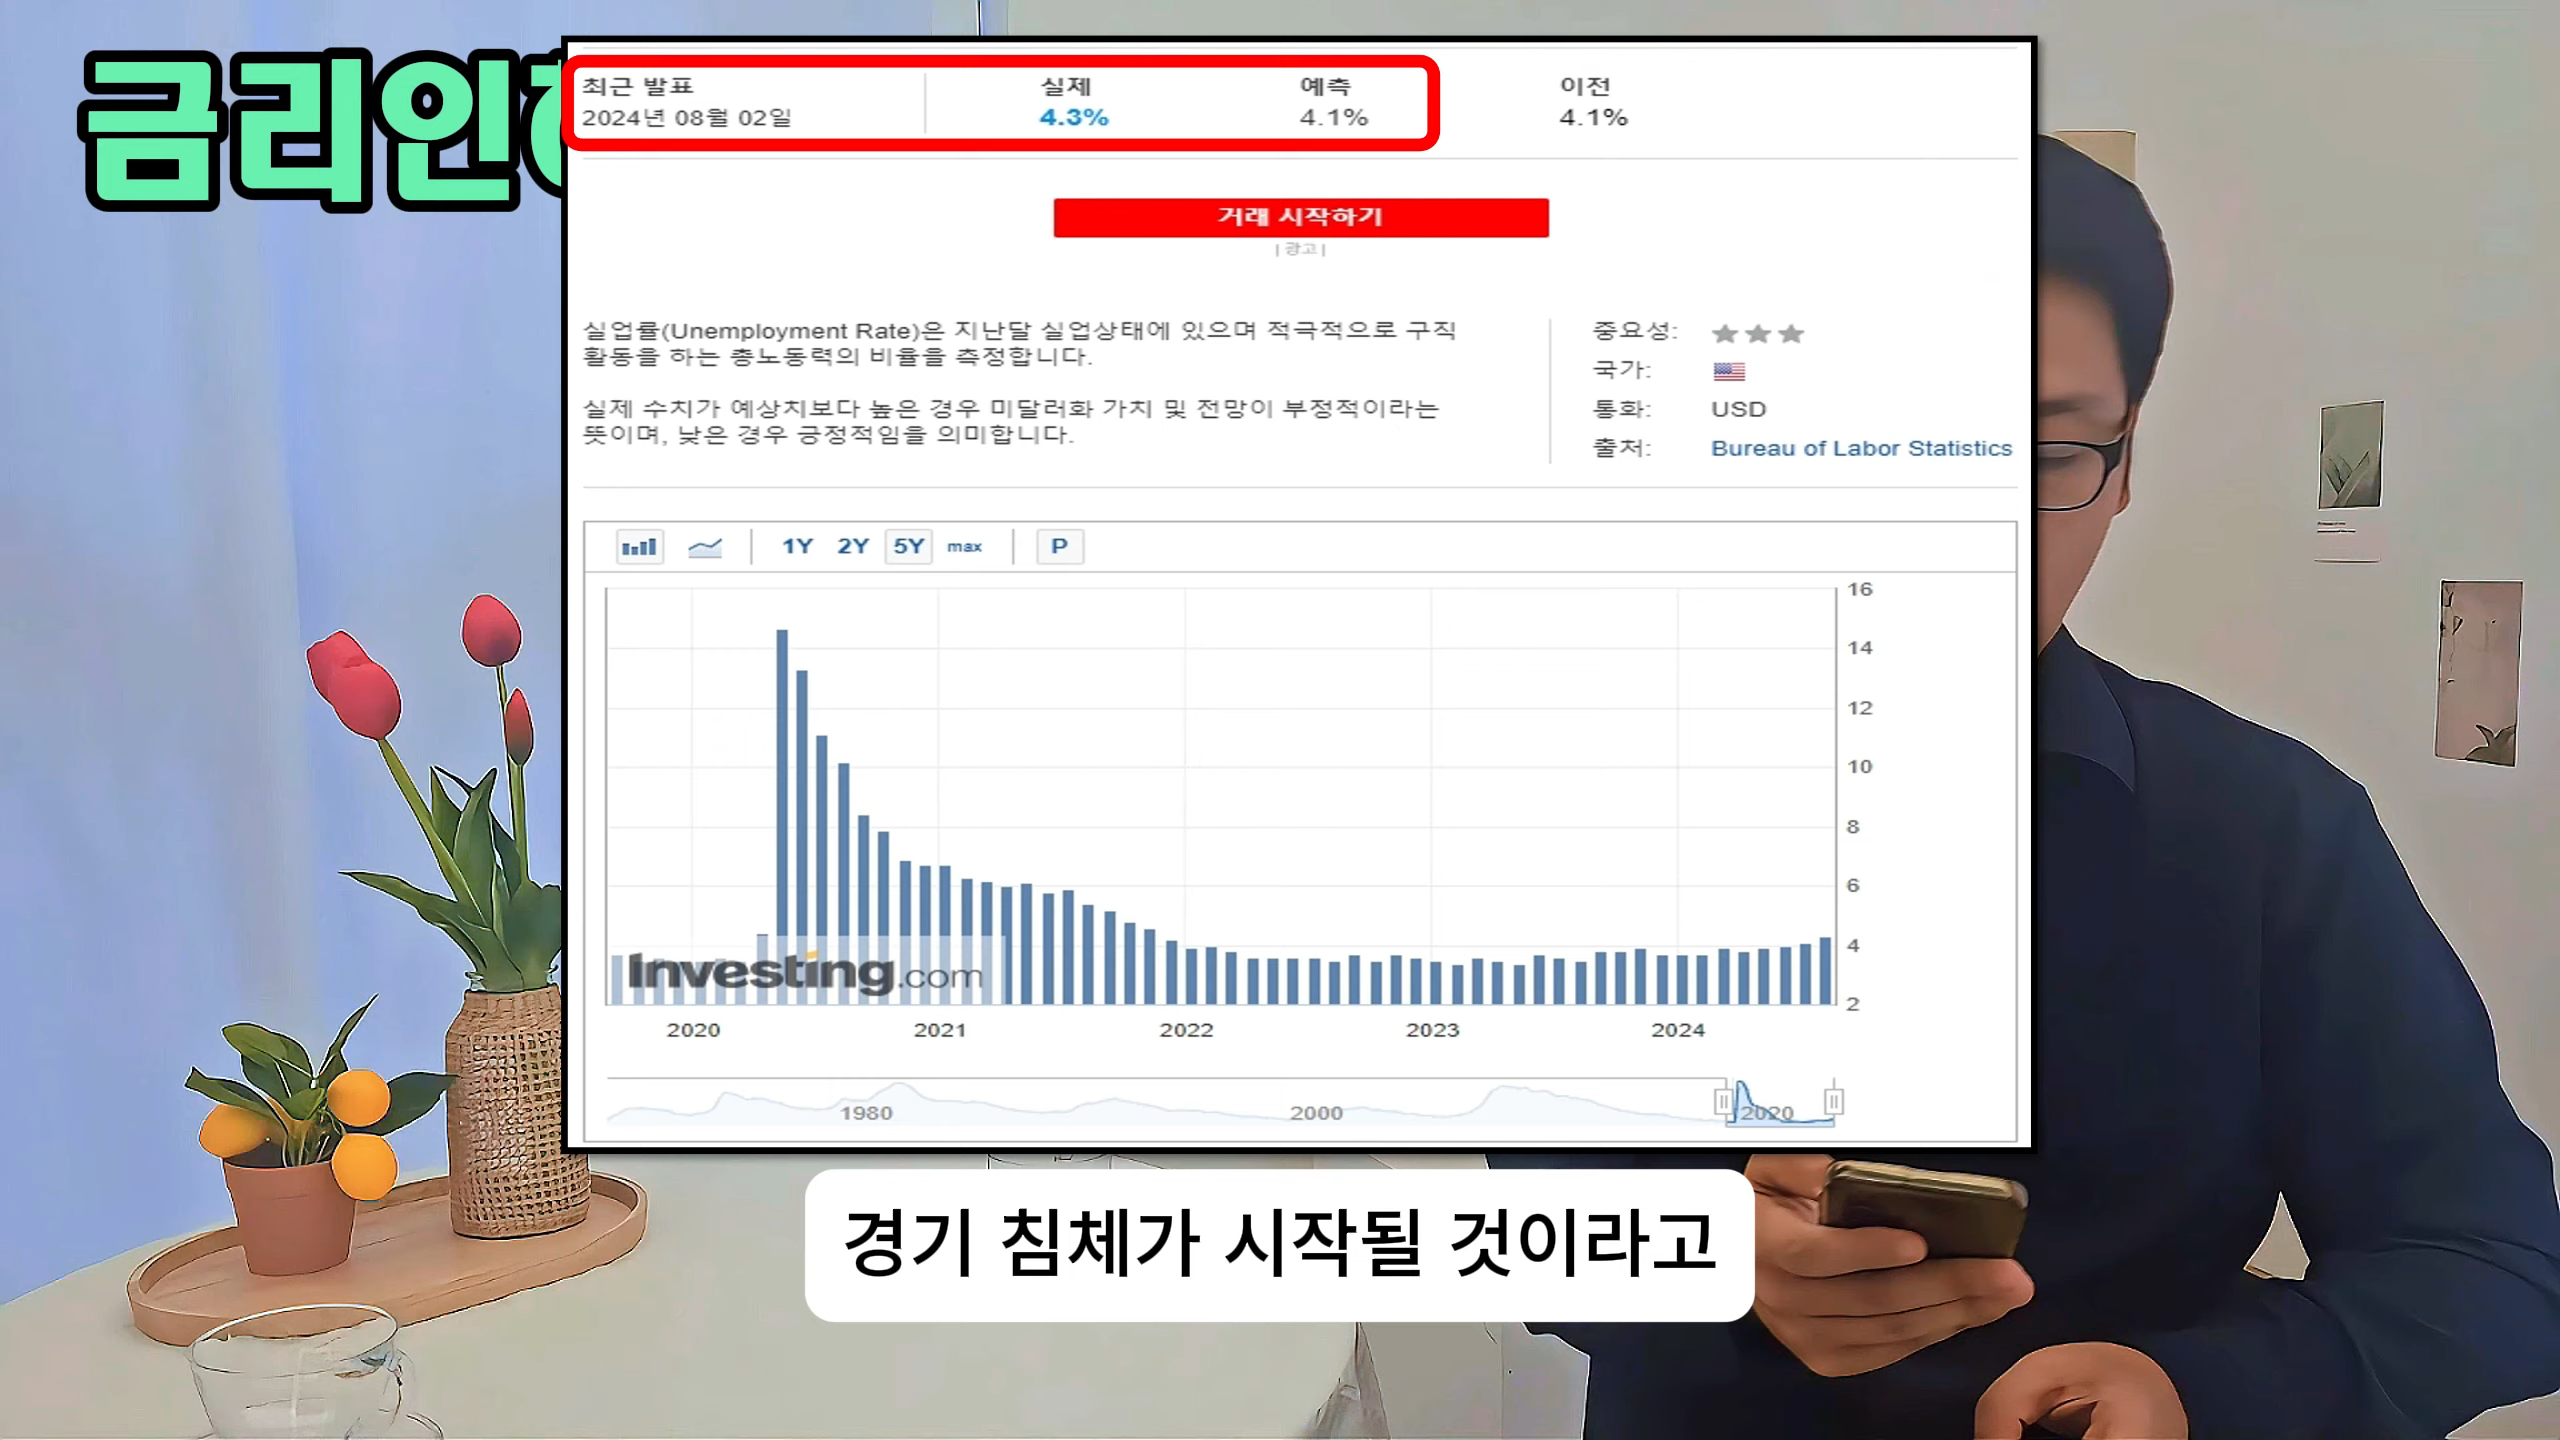 금리인하
최근 발표 실제 예측 이전
2024년 08월 02일 4.3% 4.1% 4.1%
거래 시작하기
| 광고 |
실업률(Unemployment Rate)은 지난달 실업상태에 있으며 적극적으로 구직
활동을 하는 총노동력의 비율을 측정합니다.
실제 수치가 예상치보다 높은 경우 미달러화 가치 및 전망이 부정적이라는
뜻이며, 낮은 경우 긍정적임을 의미합니다.
중요성:
국가:
통화: USD
출처: Bureau of Labor Statistics
1Y 2Y 5Y max P
16
14
12
10
8
6
4
2
Investing.com
2020 2021 2022 2023 2024
1980 2000 2020
경기 침체가 시작될 것이라고